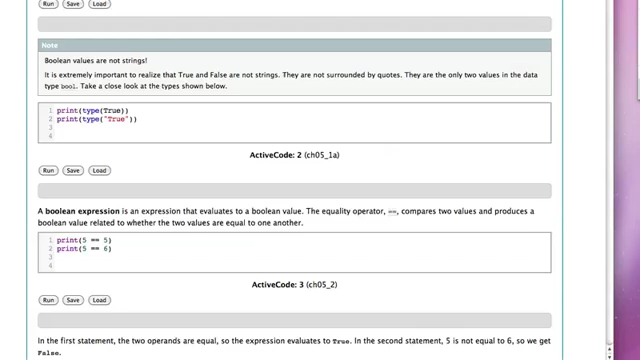 Run Save Load
Note
Boolean values are not strings!
It is extremely important to realize that True and False are not strings. They are not surrounded by quotes. They are the only two values in the data
type bool. Take a close look at the types shown below.
1 print(type(True))
2 print(type("True"))
3
4
ActiveCode: 2 (ch05_1a)
Run Save Load
A boolean expression is an expression that evaluates to a boolean value. The equality operator, ==, compares two values and produces a
boolean value related to whether the two values are equal to one another.
1 print(5 == 5)
2 print(5 == 6)
3
4
ActiveCode: 3 (ch05_2)
Run Save Load
In the first statement, the two operands are equal, so the expression evaluates to True. In the second statement, 5 is not equal to 6, so we get
False.